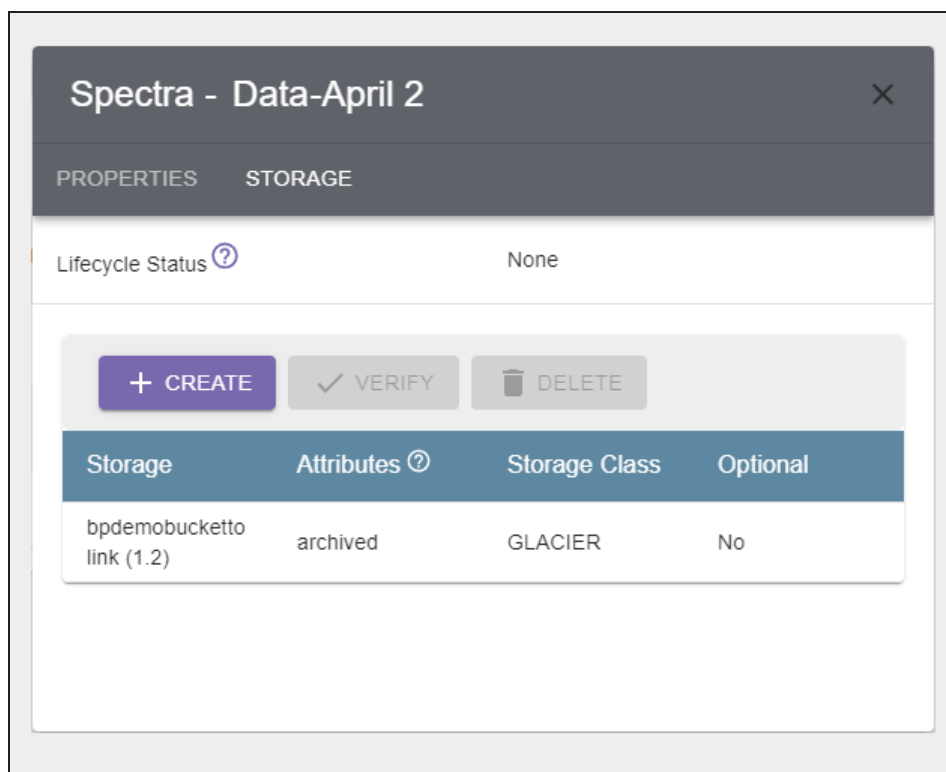 Spectra - Data-April 2
PROPERTIES STORAGE
Lifecycle Status None
CREATE VERIFY DELETE
Storage Attributes Storage Class Optional
bpdemobucketto
link (1.2) archived GLACIER No